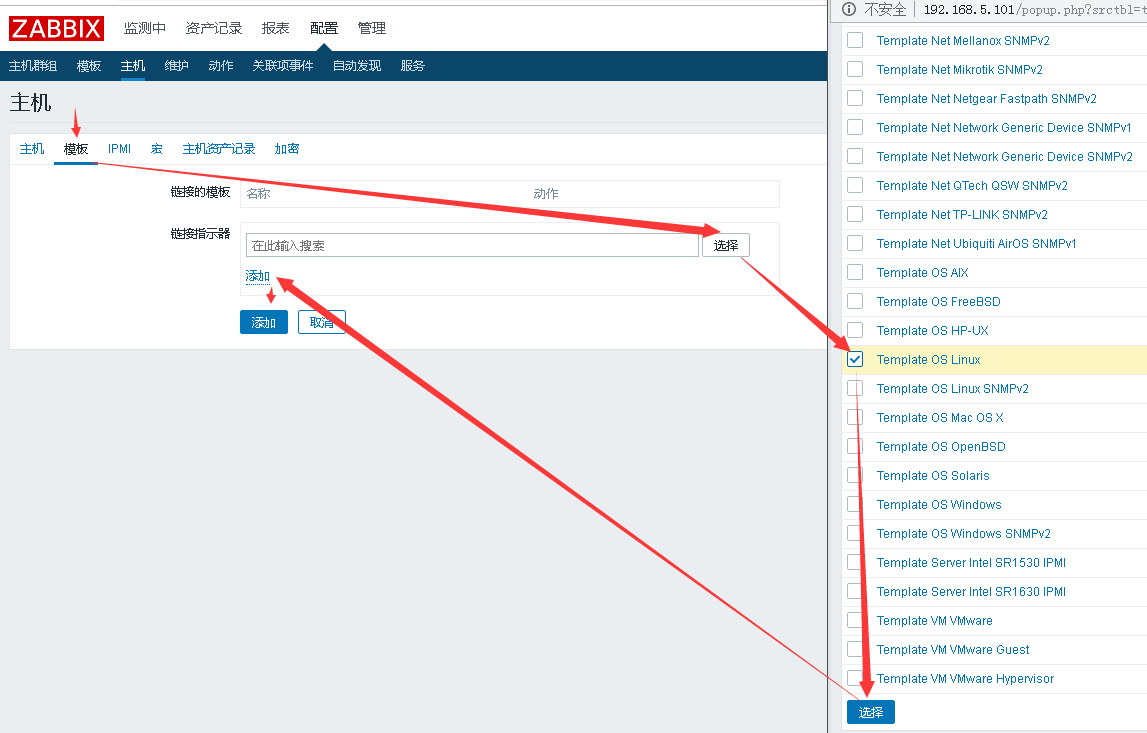 ZABBIX 监测中 资产记录 报表 配置 管理
主机群组 模板 主机 维护 动作 关联项事件 自动发现 服务
主机
主机 模板 IPMI 宏 主机资产记录 加密
链接的模板 名称 动作
链接指示器
在此输入搜索 选择
添加
添加 取消
不安全 192.168.5.101/popup.php?srctbl=t
Template Net Mellanox SNMPv2
Template Net Mikrotik SNMPv2
Template Net Netgear Fastpath SNMPv2
Template Net Network Generic Device SNMPv1
Template Net Network Generic Device SNMPv2
Template Net QTech QSW SNMPv2
Template Net TP-LINK SNMPv2
Template Net Ubiquiti AirOS SNMPv1
Template OS AIX
Template OS FreeBSD
Template OS HP-UX
Template OS Linux
Template OS Linux SNMPv2
Template OS Mac OS X
Template OS OpenBSD
Template OS Solaris
Template OS Windows
Template OS Windows SNMPv2
Template Server Intel SR1530 IPMI
Template Server Intel SR1630 IPMI
Template VM VMware
Template VM VMware Guest
Template VM VMware Hypervisor
选择